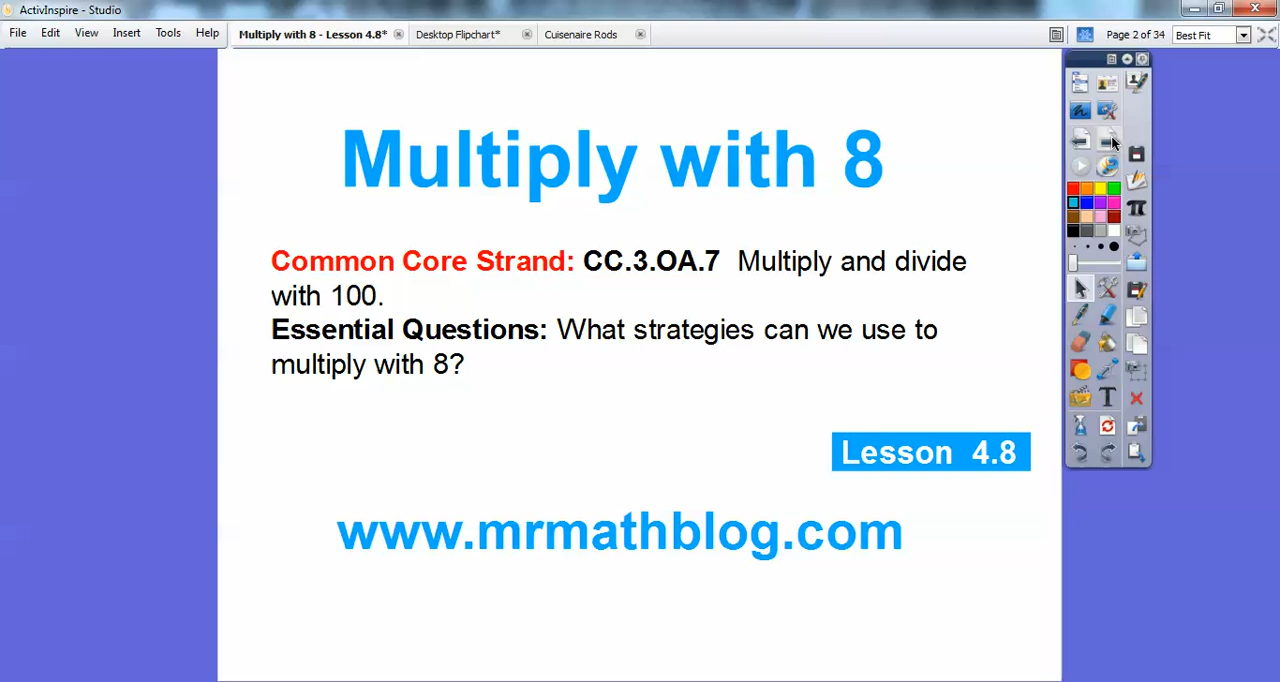 ActivInspire - Studio
File Edit View Insert Tools Help
Multiply with 8 - Lesson 4.8* Desktop Flipchart* Cuisenaire Rods
Page 2 of 34 Best Fit
Multiply with 8
Common Core Strand: CC.3.OA.7 Multiply and divide
with 100.
Essential Questions: What strategies can we use to
multiply with 8?
Lesson 4.8
www.mrmathblog.com